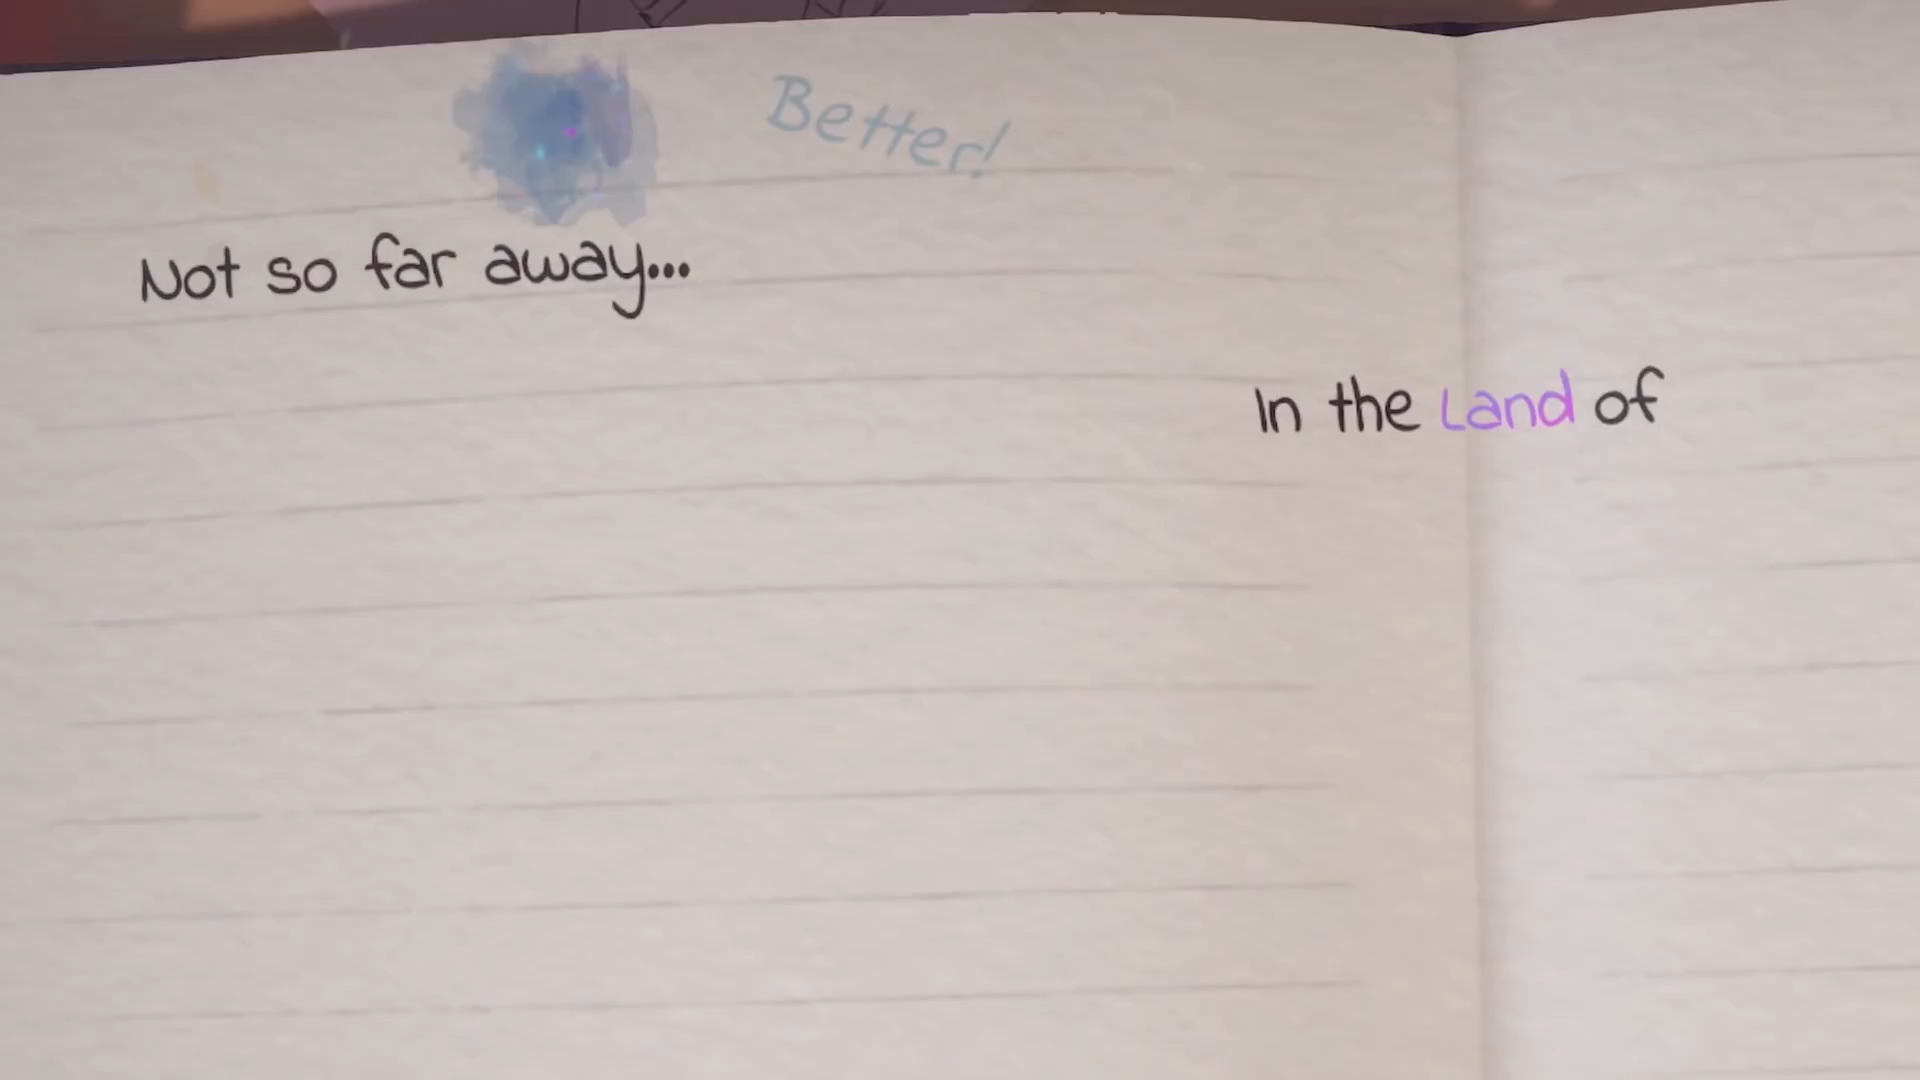 Better!
Not so far away...
In the Land of